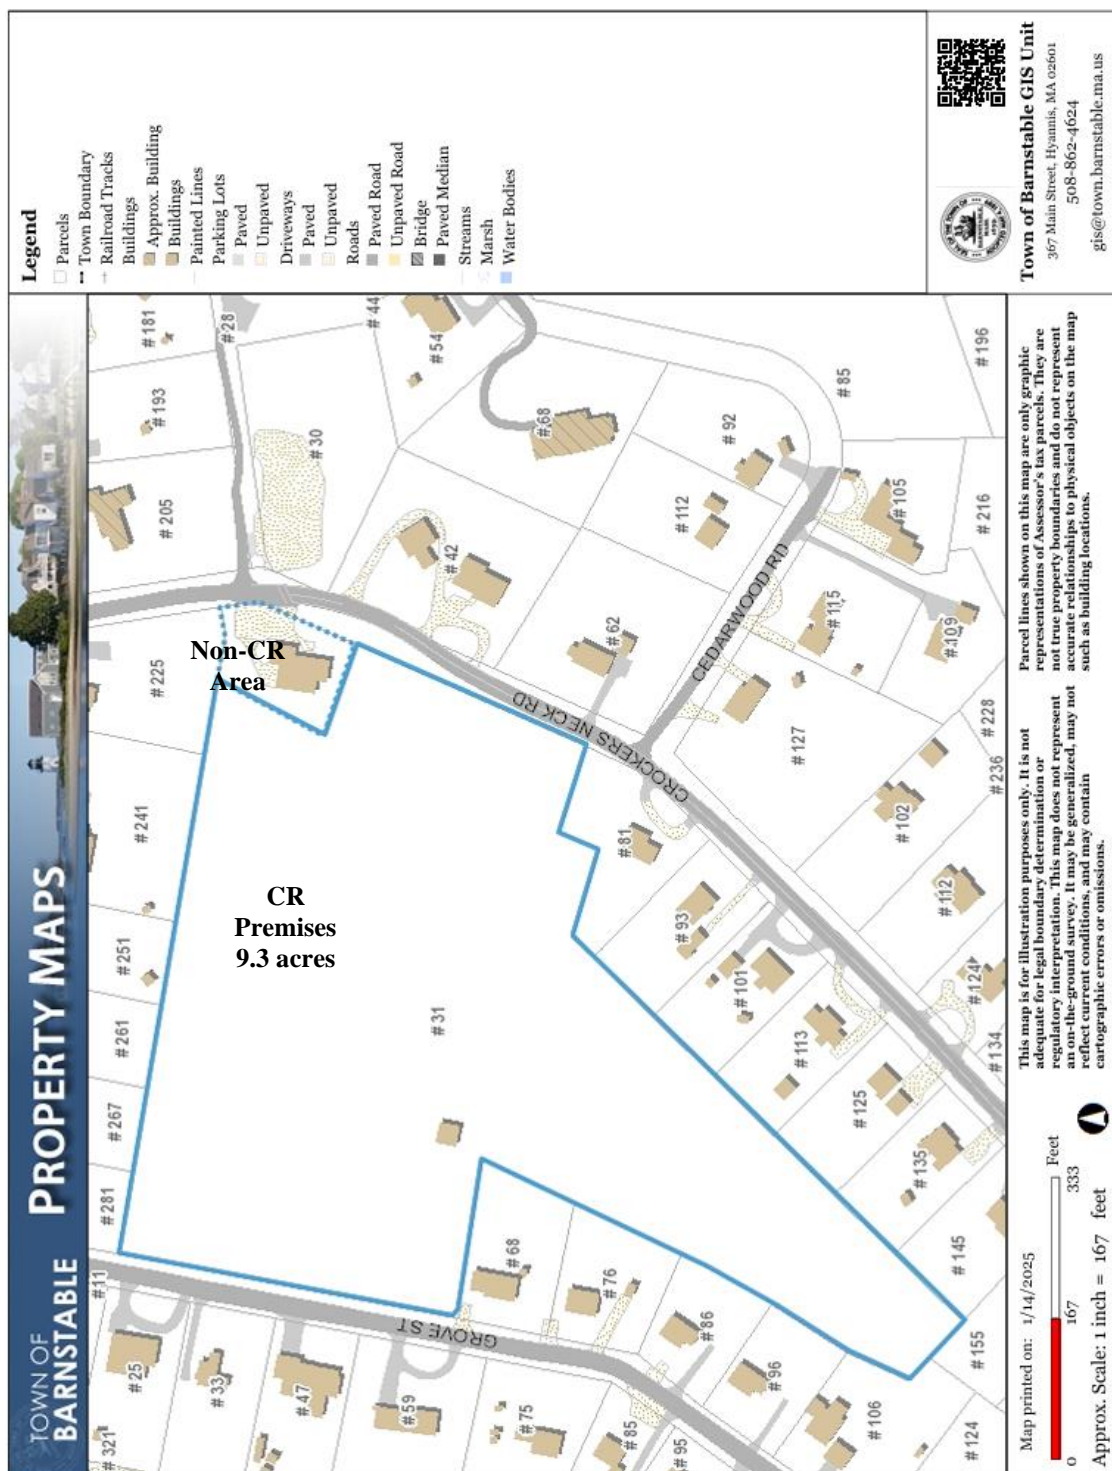 TOWN OF
BARNSTABLE
PROPERTY MAPS
Legend
Parcels
Town Boundary
Railroad Tracks
Buildings
Approx. Building
Buildings
Painted Lines
Parking Lots
Paved
Unpaved
Driveways
Paved
Unpaved
Roads
Paved Road
Unpaved Road
Bridge
Paved Median
Streams
Marsh
Water Bodies
#321
#11
#281
#267
#261
#251
#241
#225
#205
#193
#181
#28
#30
#44
#54
#25
#33
#47
#59
#75
#85
#95
GROVE ST
#68
#76
#86
#96
#106
#124
#155
#145
Non-CR
Area
CR
Premises
9.3 acres
#31
CROCKERS NECK RD
#42
#62
#68
#112
#92
#85
#196
CEDARWOOD RD
#105
#216
#115
#109
#127
#228
#236
#81
#93
#101
#113
#125
#135
#102
#112
#124
#134
Map printed on: 1/14/2025
Feet
0 167 333
Approx. Scale: 1 inch = 167 feet
This map is for illustration purposes only. It is not
adequate for legal boundary determination or
regulatory interpretation. This map does not represent
an on-the-ground survey. It may be generalized, may not
reflect current conditions, and may contain
cartographic errors or omissions.
Parcel lines shown on this map are only graphic
representations of Assessor's tax parcels. They are
not true property boundaries and do not represent
accurate relationships to physical objects on the map
such as building locations.
Town of Barnstable GIS Unit
367 Main Street, Hyannis, MA 02601
508-862-4624
gis@town.barnstable.ma.us